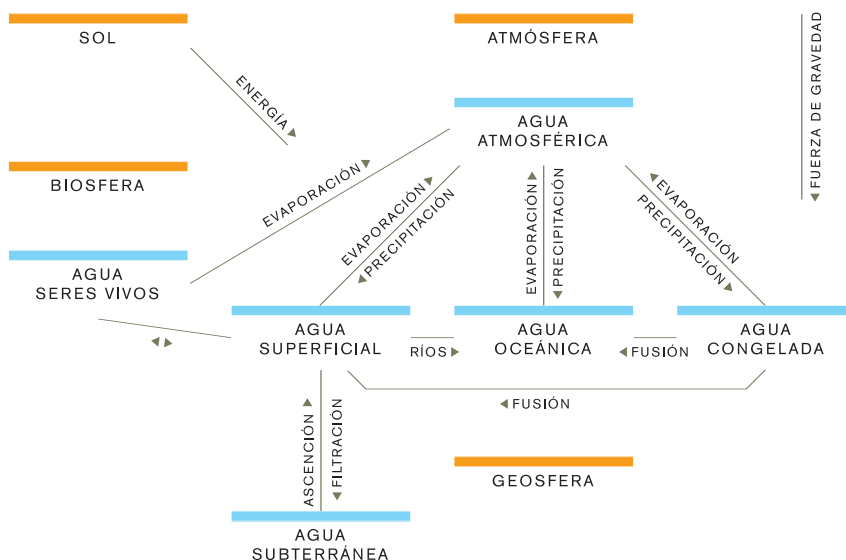 SOL
ATMÓSFERA
FUERZA DE GRAVEDAD
ENERGÍA
AGUA
ATMOSFÉRICA
BIOSFERA
EVAPORACIÓN
EVAPORACIÓN
PRECIPITACIÓN
EVAPORACIÓN
PRECIPITACIÓN
EVAPORACIÓN
PRECIPITACIÓN
AGUA
SERES VIVOS
AGUA
SUPERFICIAL
RÍOS
AGUA
OCEÁNICA
FUSIÓN
AGUA
CONGELADA
FUSIÓN
ASCENCIÓN
FILTRACIÓN
GEOSFERA
AGUA
SUBTERRÁNEA